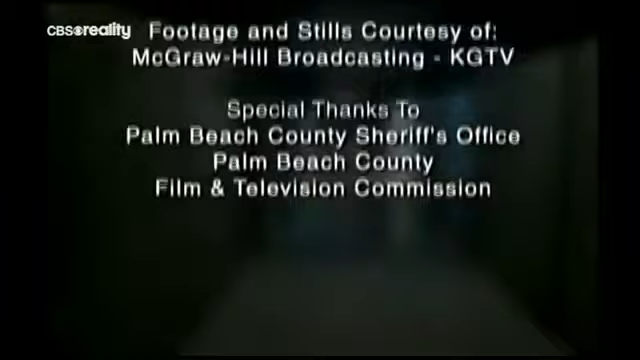 CBS reality
Footage and Stills Courtesy of:
McGraw-Hill Broadcasting - KGTV
Special Thanks To
Palm Beach County Sheriff's Office
Palm Beach County
Film & Television Commission